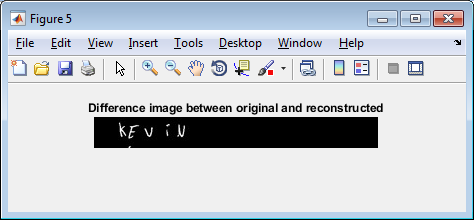 Figure 5
File Edit View Insert Tools Desktop Window Help
Difference image between original and reconstructed
KEVIN